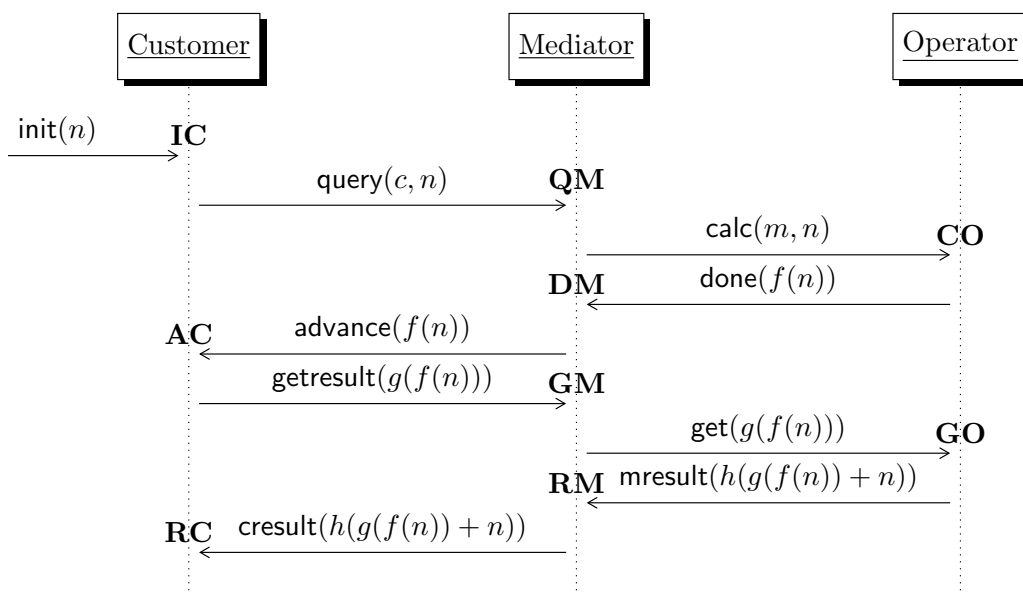 Customer
Mediator
Operator
init(n)
IC
query(c, n)
QM
calc(m, n)
CO
DM
done(f(n))
AC
advance(f(n))
getresult(g(f(n)))
GM
get(g(f(n)))
GO
RM
mresult(h(g(f(n)) + n))
RC
cresult(h(g(f(n)) + n))